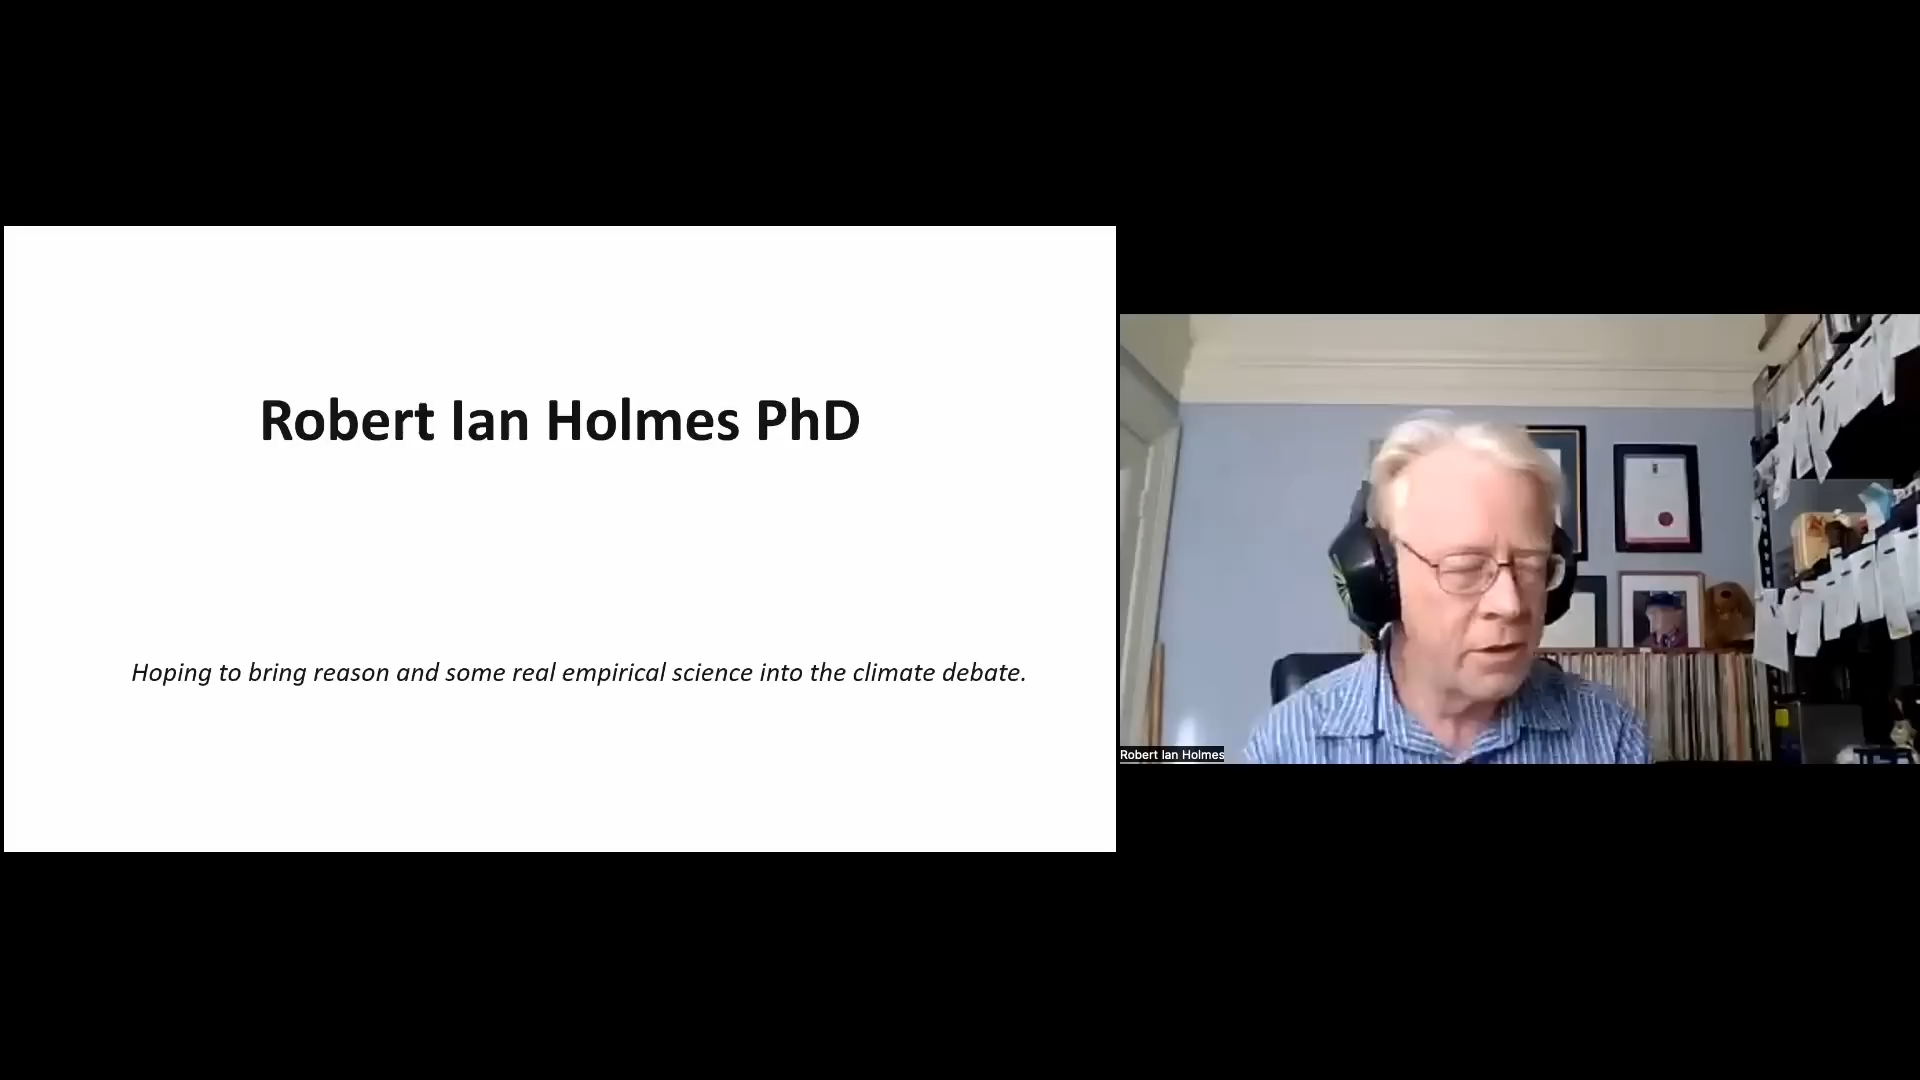 Robert Ian Holmes PhD
Hoping to bring reason and some real empirical science into the climate debate.
Robert Ian Holmes